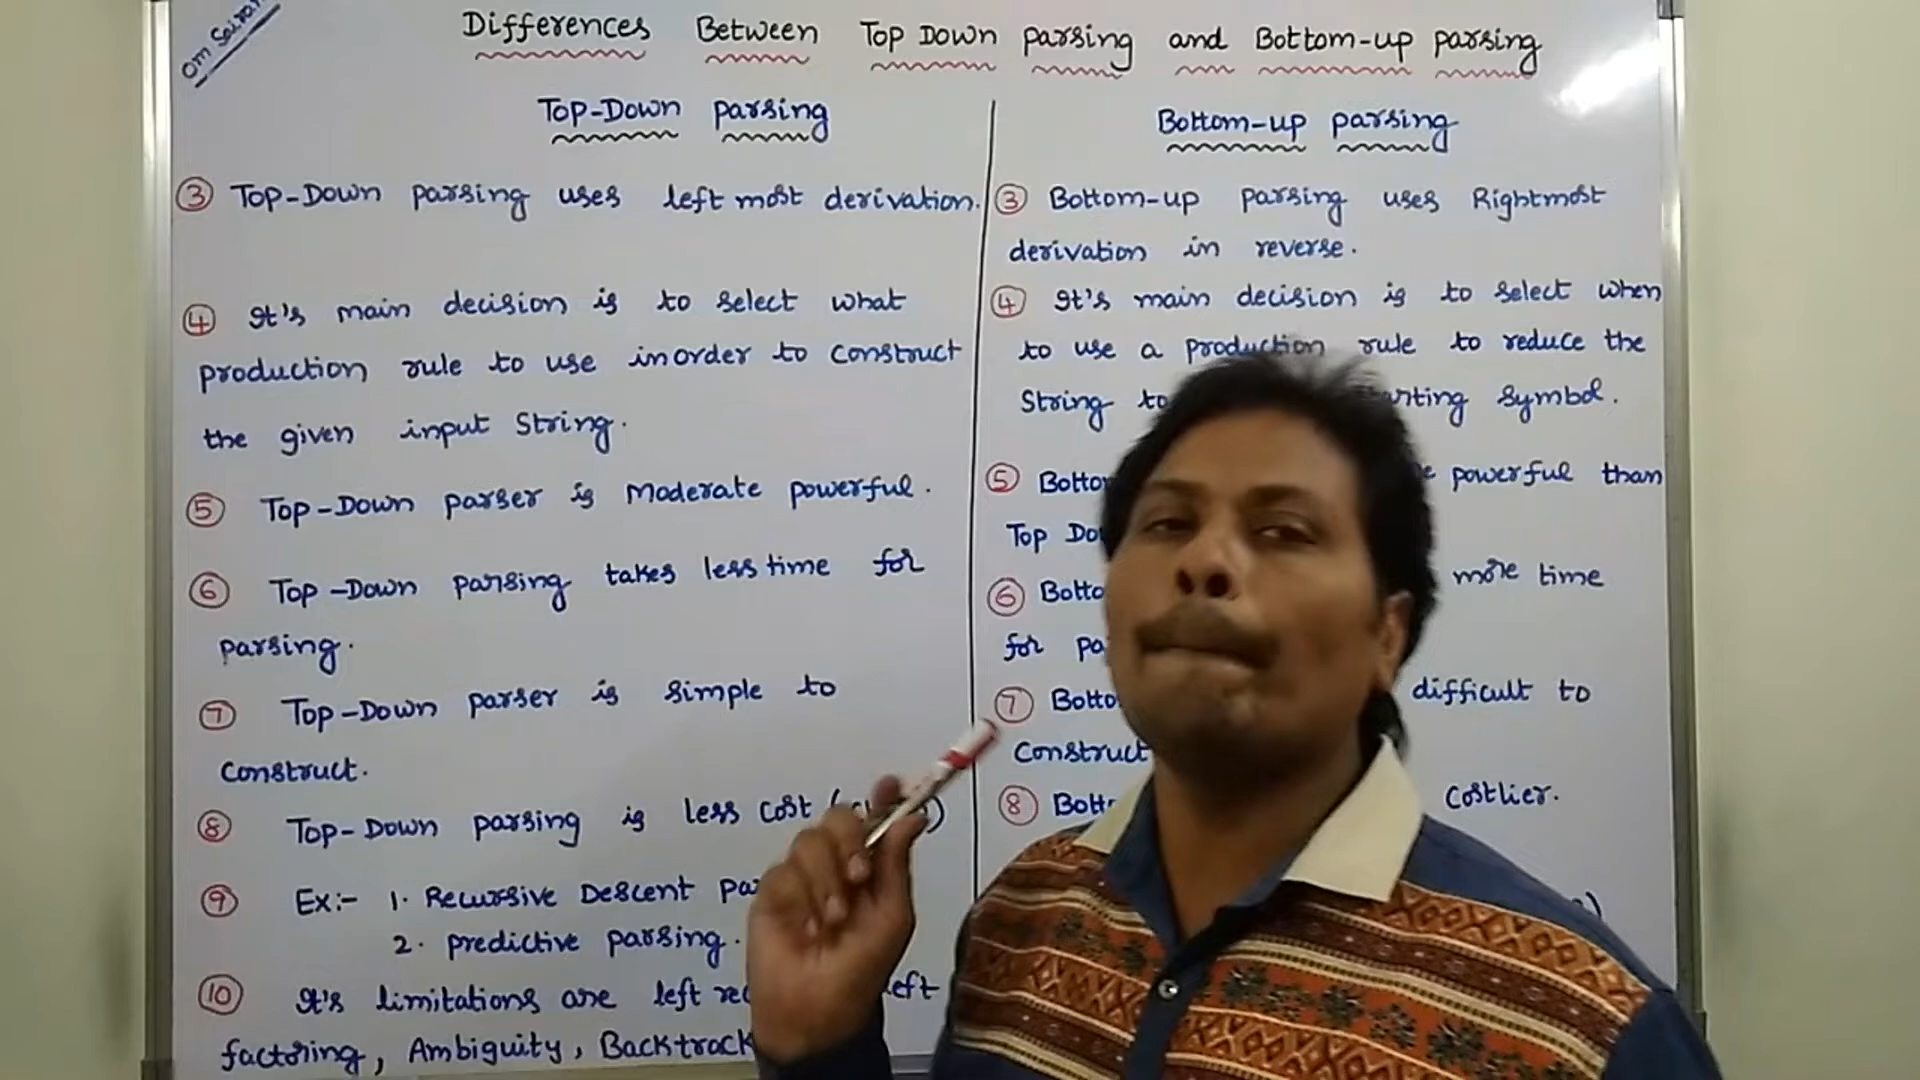 Om Sairam
Differences Between Top Down parsing and Bottom-up parsing
Top-Down parsing
③ Top-Down parsing uses left most derivation.
④ It's main decision is to select what
production rule to use inorder to construct
the given input string.
⑤ Top-Down parser is Moderate powerful.
⑥ Top-Down parsing takes less time for
parsing.
⑦ Top-Down parser is simple to
construct.
⑧ Top-Down parsing is less cost
⑨ Ex:- 1. Recursive Descent
2. predictive parsing.
⑩ It's limitations are left left
factoring, Ambiguity, Backtrack
Bottom-up parsing
③ Bottom-up parsing uses Rightmost
derivation in reverse.
④ It's main decision is to select when
to use a production rule to reduce the
string to starting symbol.
⑤ powerful than
Top
⑥ more time
for
⑦ difficult to
construct
⑧ costlier.